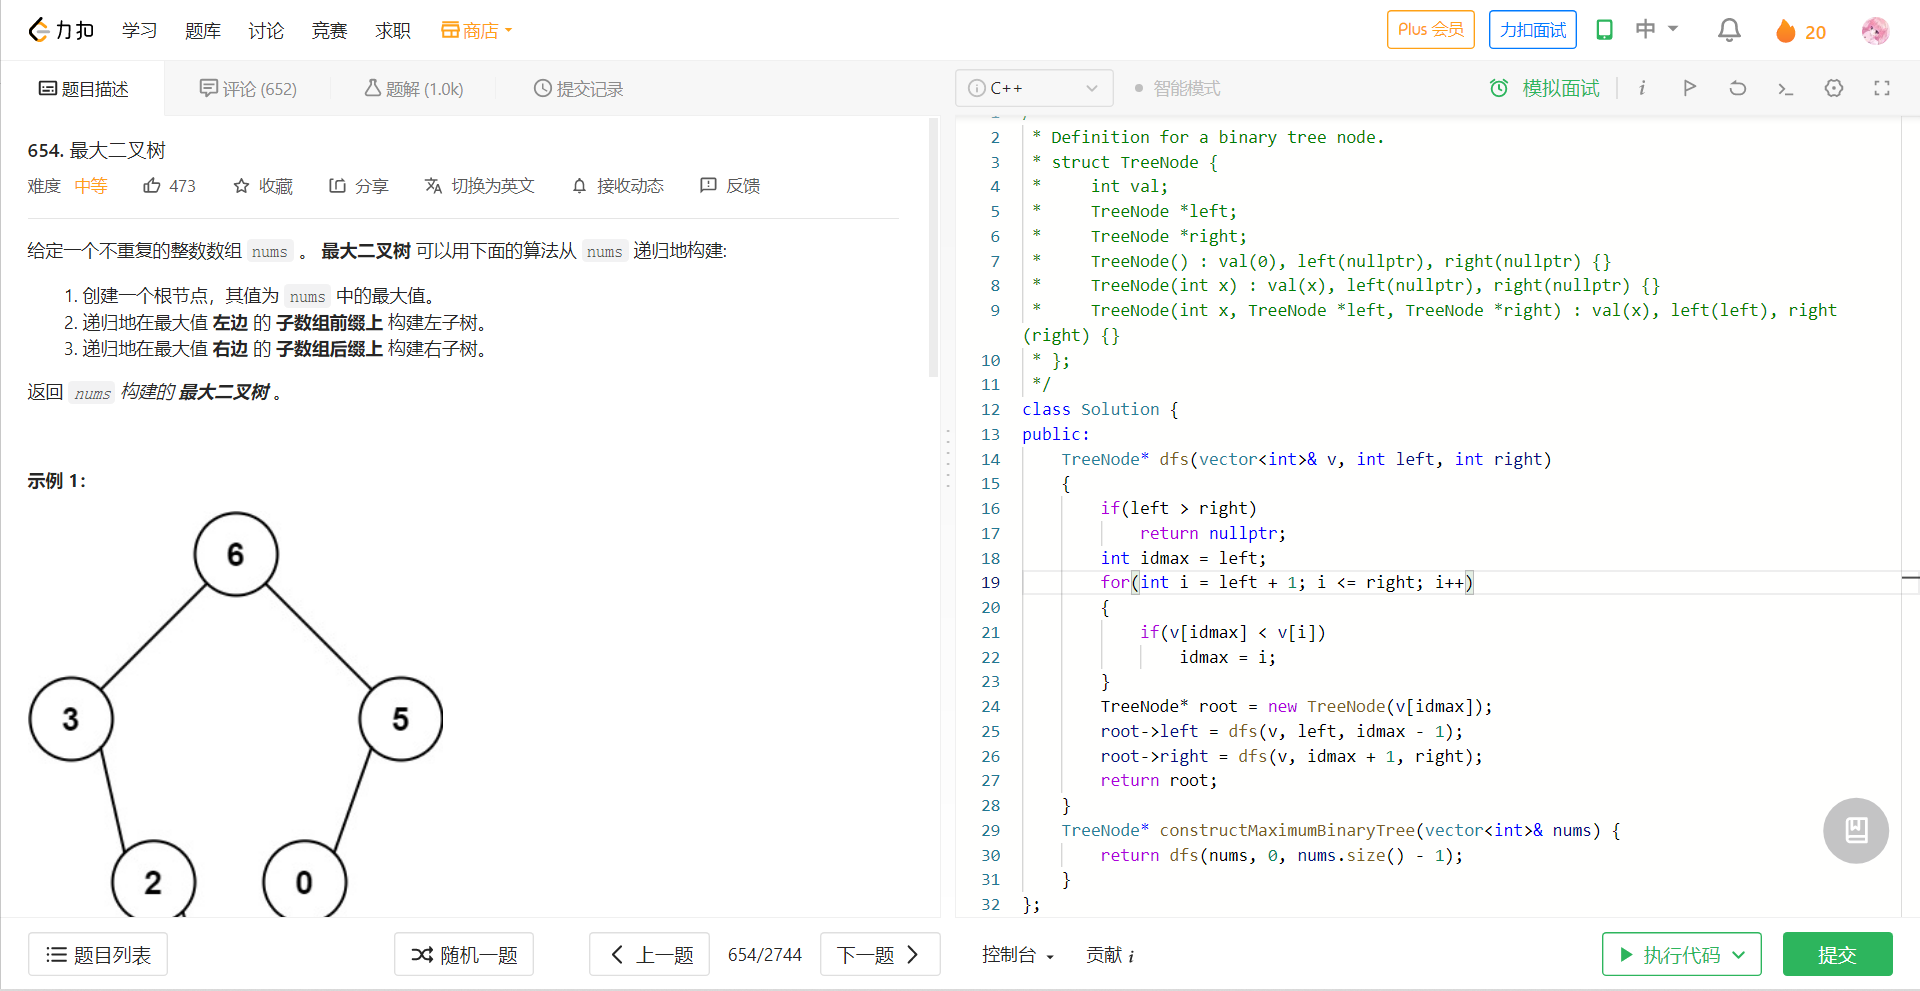 力扣 学习 题库 讨论 竞赛 求职 商店 Plus 会员 力扣面试 中 20
题目描述 评论 (652) 题解 (1.0k) 提交记录 C++ 智能模式 模拟面试
654. 最大二叉树
难度 中等 473 收藏 分享 切换为英文 接收动态 反馈
给定一个不重复的整数数组 nums 。 最大二叉树 可以用下面的算法从 nums 递归地构建:
1. 创建一个根节点，其值为 nums 中的最大值。
2. 递归地在最大值 左边 的 子数组前缀上 构建左子树。
3. 递归地在最大值 右边 的 子数组后缀上 构建右子树。
返回 nums 构建的 最大二叉树 。
示例 1：
6
3 5
2 0
2 * Definition for a binary tree node.
3 * struct TreeNode {
4 *     int val;
5 *     TreeNode *left;
6 *     TreeNode *right;
7 *     TreeNode() : val(0), left(nullptr), right(nullptr) {}
8 *     TreeNode(int x) : val(x), left(nullptr), right(nullptr) {}
9 *     TreeNode(int x, TreeNode *left, TreeNode *right) : val(x), left(left), right
(right) {}
10 * };
11 */
12 class Solution {
13 public:
14     TreeNode* dfs(vector<int>& v, int left, int right)
15     {
16         if(left > right)
17             return nullptr;
18         int idmax = left;
19         for(int i = left + 1; i <= right; i++)
20         {
21             if(v[idmax] < v[i])
22                 idmax = i;
23         }
24         TreeNode* root = new TreeNode(v[idmax]);
25         root->left = dfs(v, left, idmax - 1);
26         root->right = dfs(v, idmax + 1, right);
27         return root;
28     }
29     TreeNode* constructMaximumBinaryTree(vector<int>& nums) {
30         return dfs(nums, 0, nums.size() - 1);
31     }
32 };
题目列表 随机一题 上一题 654/2744 下一题 控制台 贡献 i 执行代码 提交